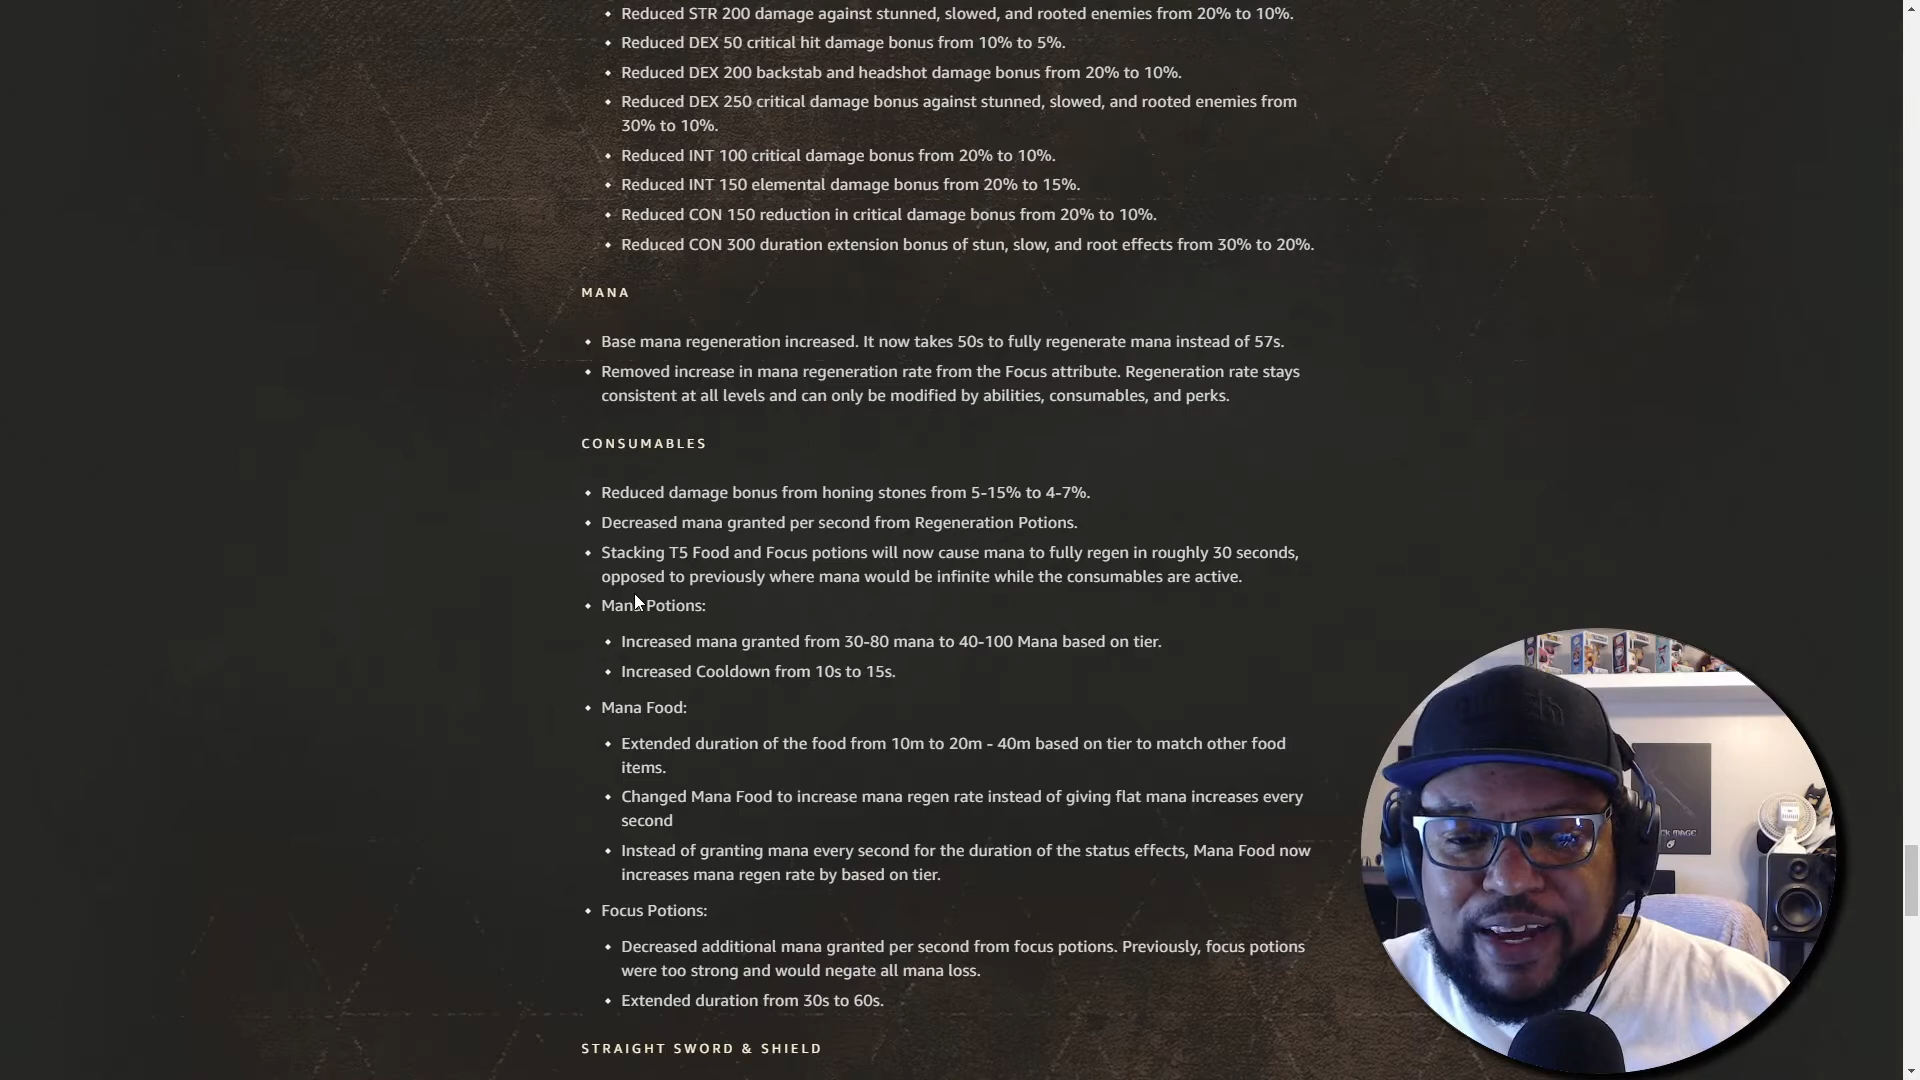 Reduced STR 200 damage against stunned, slowed, and rooted enemies from 20% to 10%.
Reduced DEX 50 critical hit damage bonus from 10% to 5%.
Reduced DEX 200 backstab and headshot damage bonus from 20% to 10%.
Reduced DEX 250 critical damage bonus against stunned, slowed, and rooted enemies from
30% to 10%.
Reduced INT 100 critical damage bonus from 20% to 10%.
Reduced INT 150 elemental damage bonus from 20% to 15%.
Reduced CON 150 reduction in critical damage bonus from 20% to 10%.
Reduced CON 300 duration extension bonus of stun, slow, and root effects from 30% to 20%.
MANA
Base mana regeneration increased. It now takes 50s to fully regenerate mana instead of 57s.
Removed increase in mana regeneration rate from the Focus attribute. Regeneration rate stays
consistent at all levels and can only be modified by abilities, consumables, and perks.
CONSUMABLES
Reduced damage bonus from honing stones from 5-15% to 4-7%.
Decreased mana granted per second from Regeneration Potions.
Stacking T5 Food and Focus potions will now cause mana to fully regen in roughly 30 seconds,
opposed to previously where mana would be infinite while the consumables are active.
Mana Potions:
Increased mana granted from 30-80 mana to 40-100 Mana based on tier.
Increased Cooldown from 10s to 15s.
Mana Food:
Extended duration of the food from 10m to 20m - 40m based on tier to match other food
items.
Changed Mana Food to increase mana regen rate instead of giving flat mana increases every
second
Instead of granting mana every second for the duration of the status effects, Mana Food now
increases mana regen rate by based on tier.
Focus Potions:
Decreased additional mana granted per second from focus potions. Previously, focus potions
were too strong and would negate all mana loss.
Extended duration from 30s to 60s.
STRAIGHT SWORD & SHIELD